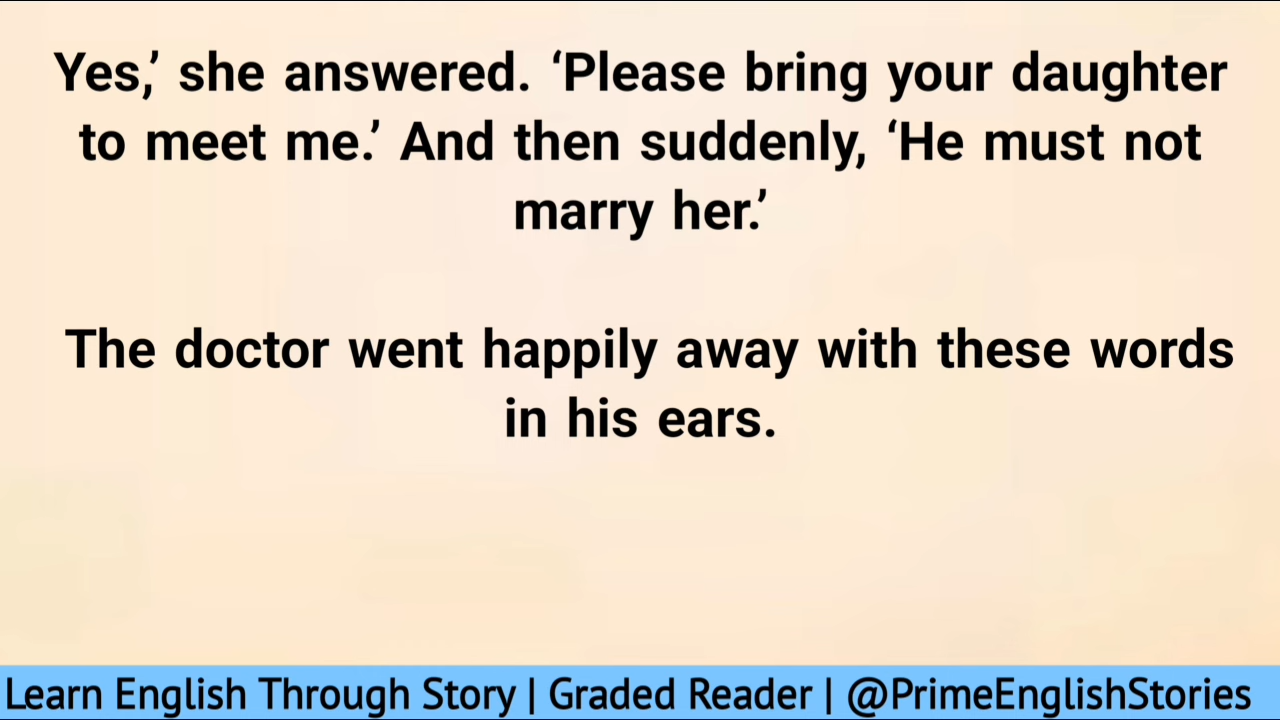 Yes,’ she answered. ‘Please bring your daughter
to meet me.’ And then suddenly, ‘He must not
marry her.’
The doctor went happily away with these words
in his ears.
Learn English Through Story | Graded Reader | @PrimeEnglishStories